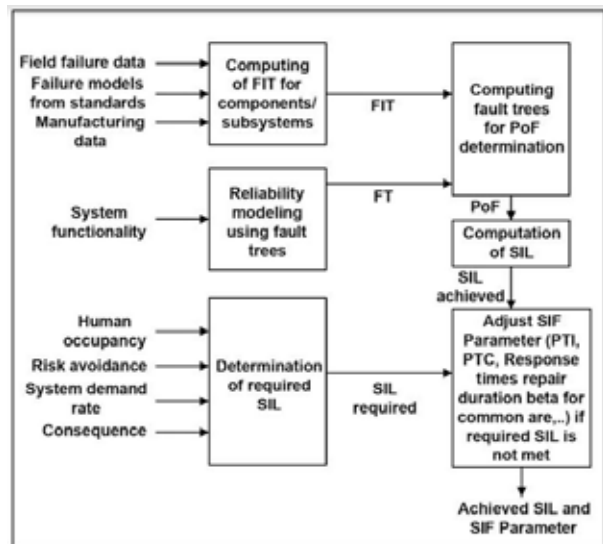 Field failure data
Failure models
from standards
Manufacturing
data
Computing
of FIT for
components/
subsystems
FIT
Computing
fault trees
for PoF
determination
System
functionality
Reliability
modeling
using fault
trees
FT
PoF
Computation
of SIL
SIL
achieved
Human
occupancy
Risk avoidance
System demand
rate
Consequence
Determination
of required
SIL
SIL
required
Adjust SIF
Parameter (PTI,
PTC, Response
times repair
duration beta for
common are,..) if
required SIL is
not met
Achieved SIL and
SIF Parameter